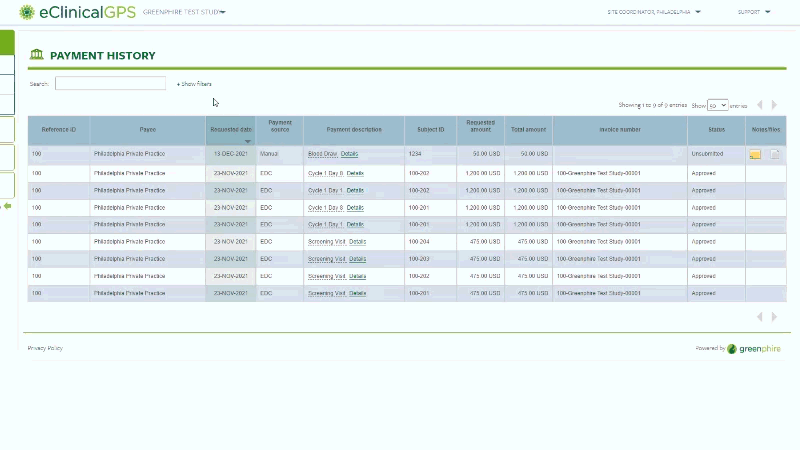 eClinicalGPS GREENPHIRE TEST STUDY SITE COORDINATOR, PHILADELPHIA SUPPORT
PAYMENT HISTORY
Search: + Show filters
Showing 1 to 9 of 9 entries Show 50 entries
Reference ID Payee Requested date Payment source Payment description Subject ID Requested amount Total amount Invoice number Status Notes/files
100 Philadelphia Private Practice 13-DEC-2021 Manual Blood Draw Details 1234 50.00 USD 50.00 USD Unsubmitted
100 Philadelphia Private Practice 23-NOV-2021 EDC Cycle 1 Day 8 Details 100-202 1,200.00 USD 1,200.00 USD 100-Greenphire Test Study-00001 Approved
100 Philadelphia Private Practice 23-NOV-2021 EDC Cycle 1 Day 1 Details 100-202 1,200.00 USD 1,200.00 USD 100-Greenphire Test Study-00001 Approved
100 Philadelphia Private Practice 23-NOV-2021 EDC Cycle 1 Day 8 Details 100-201 1,200.00 USD 1,200.00 USD 100-Greenphire Test Study-00001 Approved
100 Philadelphia Private Practice 23-NOV-2021 EDC Cycle 1 Day 1 Details 100-201 1,200.00 USD 1,200.00 USD 100-Greenphire Test Study-00001 Approved
100 Philadelphia Private Practice 23-NOV-2021 EDC Screening Visit Details 100-204 475.00 USD 475.00 USD 100-Greenphire Test Study-00001 Approved
100 Philadelphia Private Practice 23-NOV-2021 EDC Screening Visit Details 100-203 475.00 USD 475.00 USD 100-Greenphire Test Study-00001 Approved
100 Philadelphia Private Practice 23-NOV-2021 EDC Screening Visit Details 100-202 475.00 USD 475.00 USD 100-Greenphire Test Study-00001 Approved
100 Philadelphia Private Practice 23-NOV-2021 EDC Screening Visit Details 100-201 475.00 USD 475.00 USD 100-Greenphire Test Study-00001 Approved
Privacy Policy Powered by greenphire